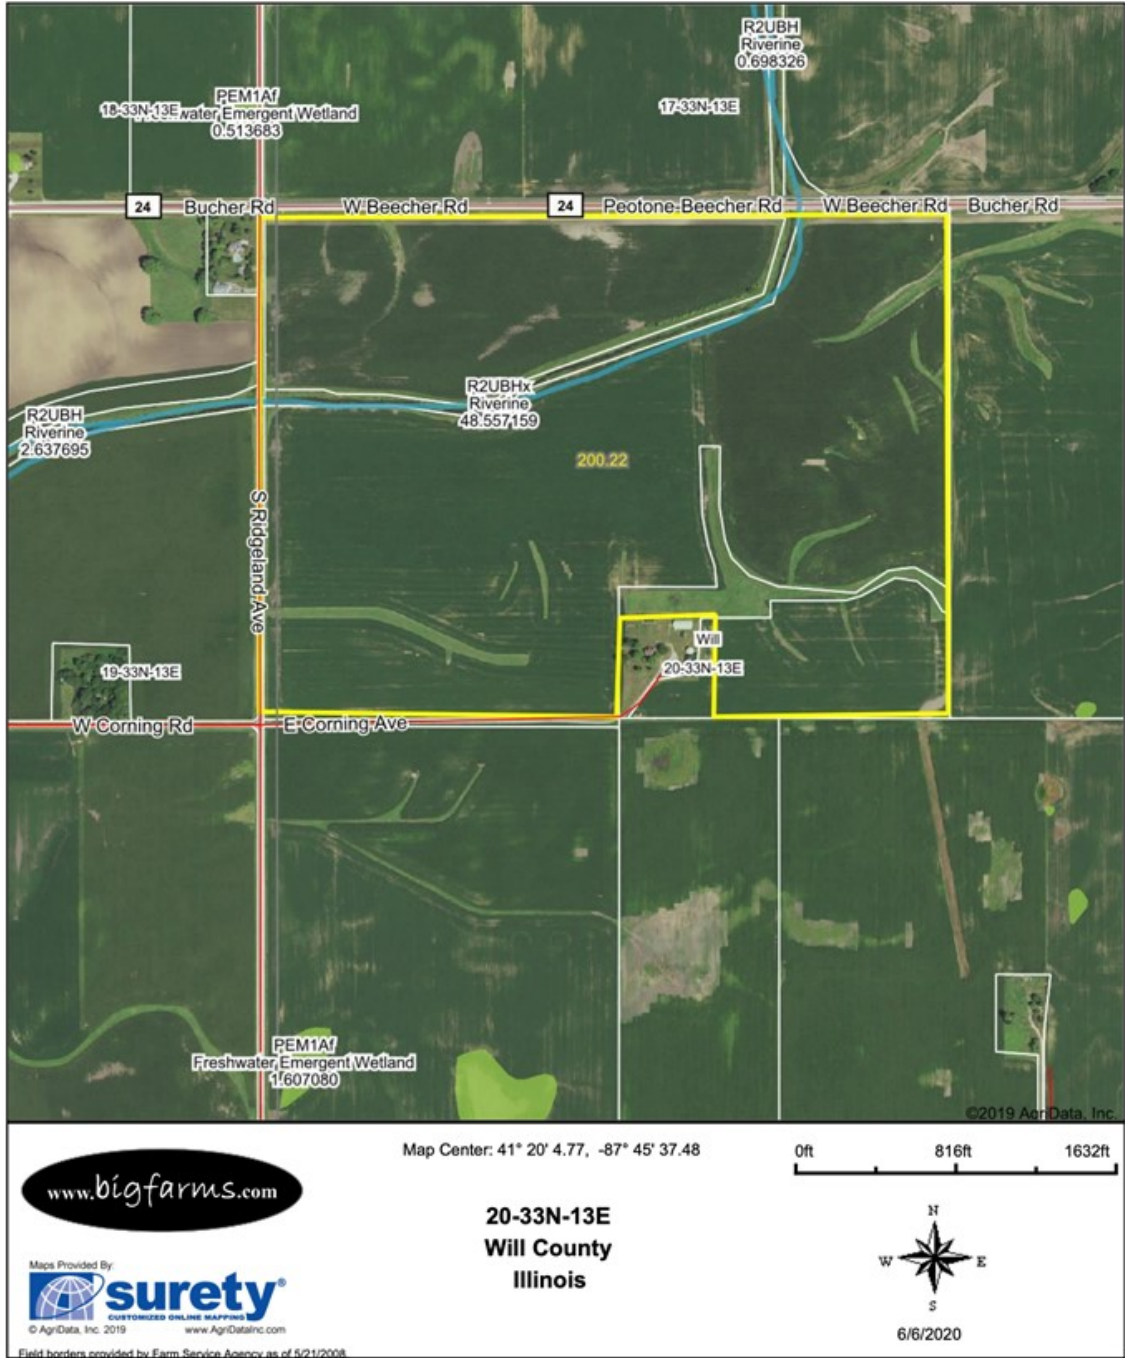 R2UBH
Riverine
0.698326
PEM1Af
18-33N-13E
water Emergent Wetland
0.513683
17-33N-13E
24
Bucher Rd
W Beecher Rd
24
Peotone Beecher Rd
W Beecher Rd
Bucher Rd
R2UBHx
Riverine
48.557159
R2UBH
Riverine
2.637695
200.22
S Ridgeland Ave
Will
20-33N-13E
19-33N-13E
W Corning Rd
E Corning Ave
PEM1Af
Freshwater Emergent Wetland
1.607080
©2019 AgriData, Inc.
Map Center: 41° 20' 4.77, -87° 45' 37.48
0ft 816ft 1632ft
www.bigfarms.com
20-33N-13E
Will County
Illinois
N
W E
S
6/6/2020
Maps Provided By:
surety®
CUSTOMIZED ONLINE MAPPING
© AgriData, Inc. 2019 www.AgriDataInc.com
Field borders provided by Farm Service Agency as of 5/21/2008.